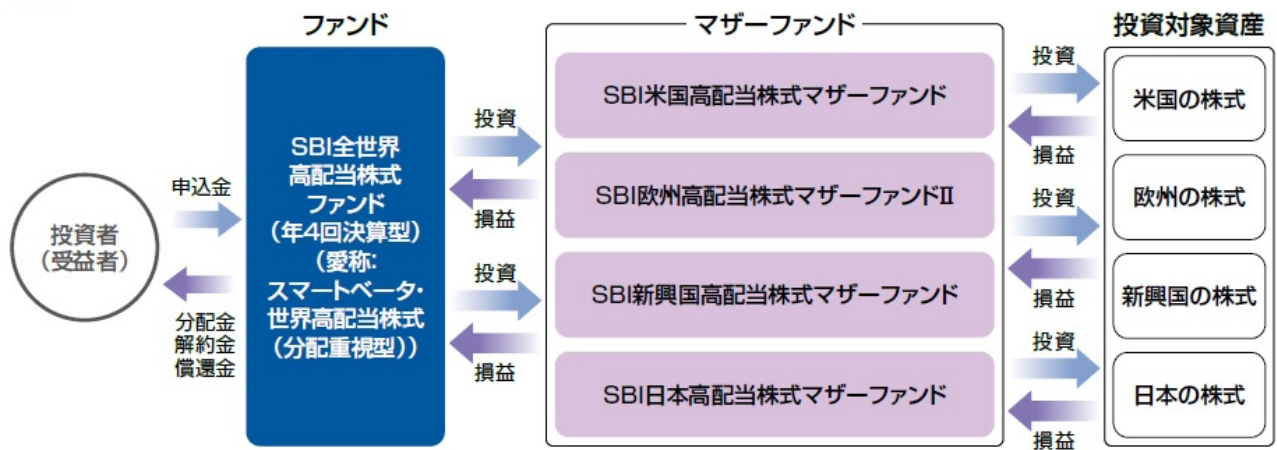 ファンド
マザーファンド
投資対象資産
投資者
(受益者)
申込金
分配金
解約金
償還金
SBI全世界
高配当株式
ファンド
(年4回決算型)
(愛称:
スマートベータ・
世界高配当株式
(分配重視型))
投資
損益
投資
損益
SBI米国高配当株式マザーファンド
SBI欧州高配当株式マザーファンドⅡ
SBI新興国高配当株式マザーファンド
SBI日本高配当株式マザーファンド
投資
損益
投資
損益
投資
損益
米国の株式
欧州の株式
新興国の株式
日本の株式